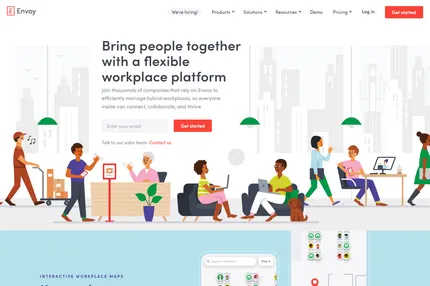 Envoy
We're hiring!
Products
Solutions
Resources
Demo
Pricing
Log in
Get started
Bring people together
with a flexible
workplace platform
Join thousands of companies that rely on Envoy to
efficiently manage hybrid workplaces, so everyone
inside can connect, collaborate, and thrive.
Enter your email
Get started
Talk to our sales team. Contact us
INTERACTIVE WORKPLACE MAPS